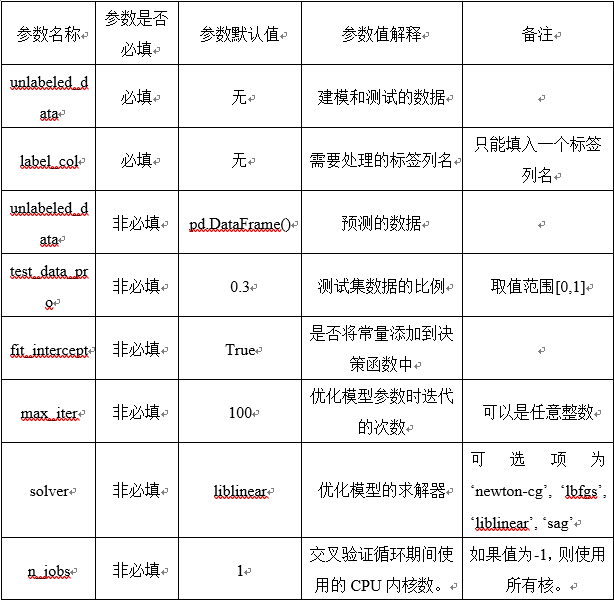 参数名称
参数是否
必填
参数默认值
参数值解释
备注
unlabeled_d
ata
必填
无
建模和测试的数据
label_col
必填
无
需要处理的标签列名
只能填入一个标签
列名
unlabeled_d
ata
非必填
pd.DataFrame()
预测的数据
test_data_pr
o
非必填
0.3
测试集数据的比例
取值范围[0,1]
fit_intercept
非必填
True
是否将常量添加到决
策函数中
max_iter
非必填
100
优化模型参数时迭代
的次数
可以是任意整数
solver
非必填
liblinear
优化模型的求解器
可选项为
‘newton-cg’, ‘lbfgs’,
‘liblinear’, ‘sag’
n_jobs
非必填
1
交叉验证循环期间使
用的 CPU 内核数。
如果值为-1，则使用
所有核。